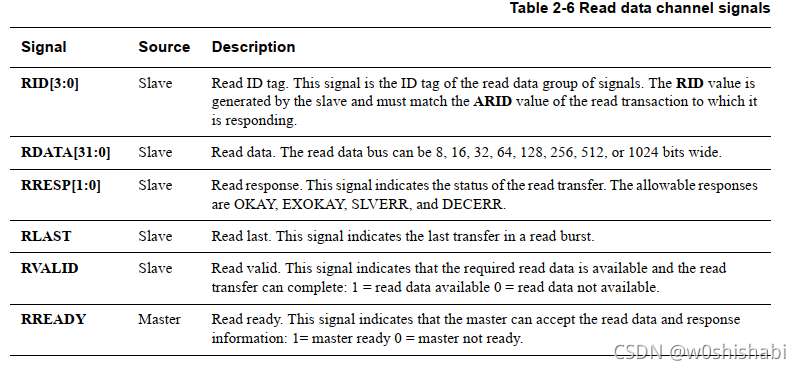 Table 2-6 Read data channel signals
Signal Source Description
RID[3:0] Slave Read ID tag. This signal is the ID tag of the read data group of signals. The RID value is
generated by the slave and must match the ARID value of the read transaction to which it
is responding.
RDATA[31:0] Slave Read data. The read data bus can be 8, 16, 32, 64, 128, 256, 512, or 1024 bits wide.
RRESP[1:0] Slave Read response. This signal indicates the status of the read transfer. The allowable responses
are OKAY, EXOKAY, SLVERR, and DECERR.
RLAST Slave Read last. This signal indicates the last transfer in a read burst.
RVALID Slave Read valid. This signal indicates that the required read data is available and the read
transfer can complete: 1 = read data available 0 = read data not available.
RREADY Master Read ready. This signal indicates that the master can accept the read data and response
information: 1= master ready 0 = master not ready.
CSDN @w0shishabi